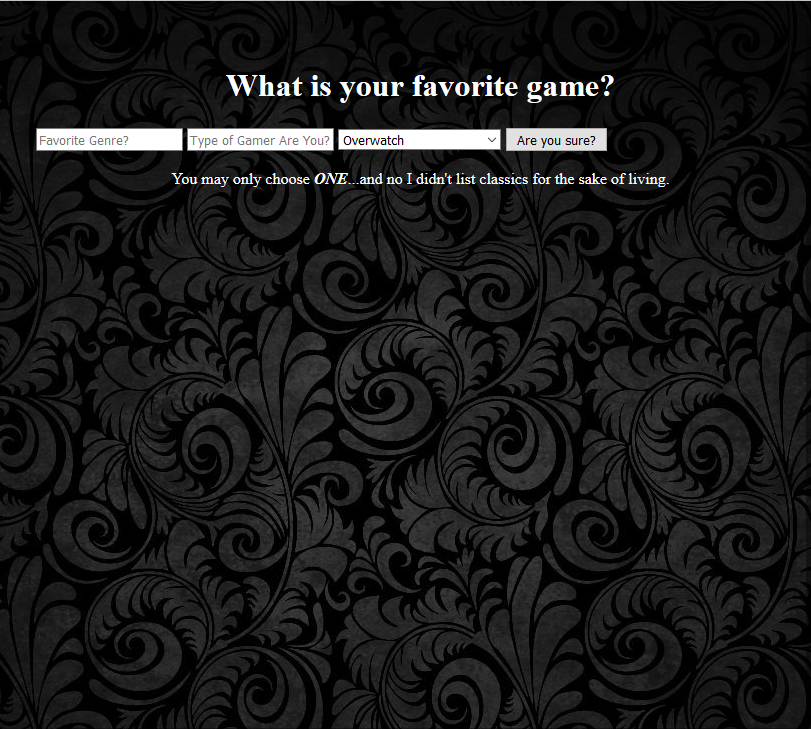 What is your favorite game?
Favorite Genre? Type of Gamer Are You? Overwatch Are you sure?
You may only choose ONE...and no I didn't list classics for the sake of living.